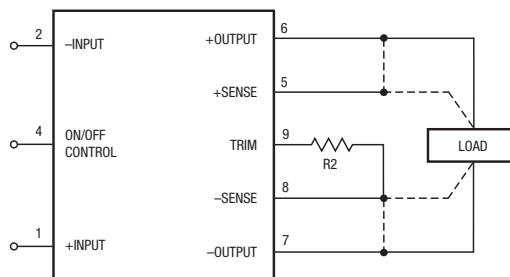 2
–INPUT
4
ON/OFF
CONTROL
1
+INPUT
+OUTPUT
6
+SENSE
5
TRIM
9
R2
–SENSE
8
–OUTPUT
7
LOAD